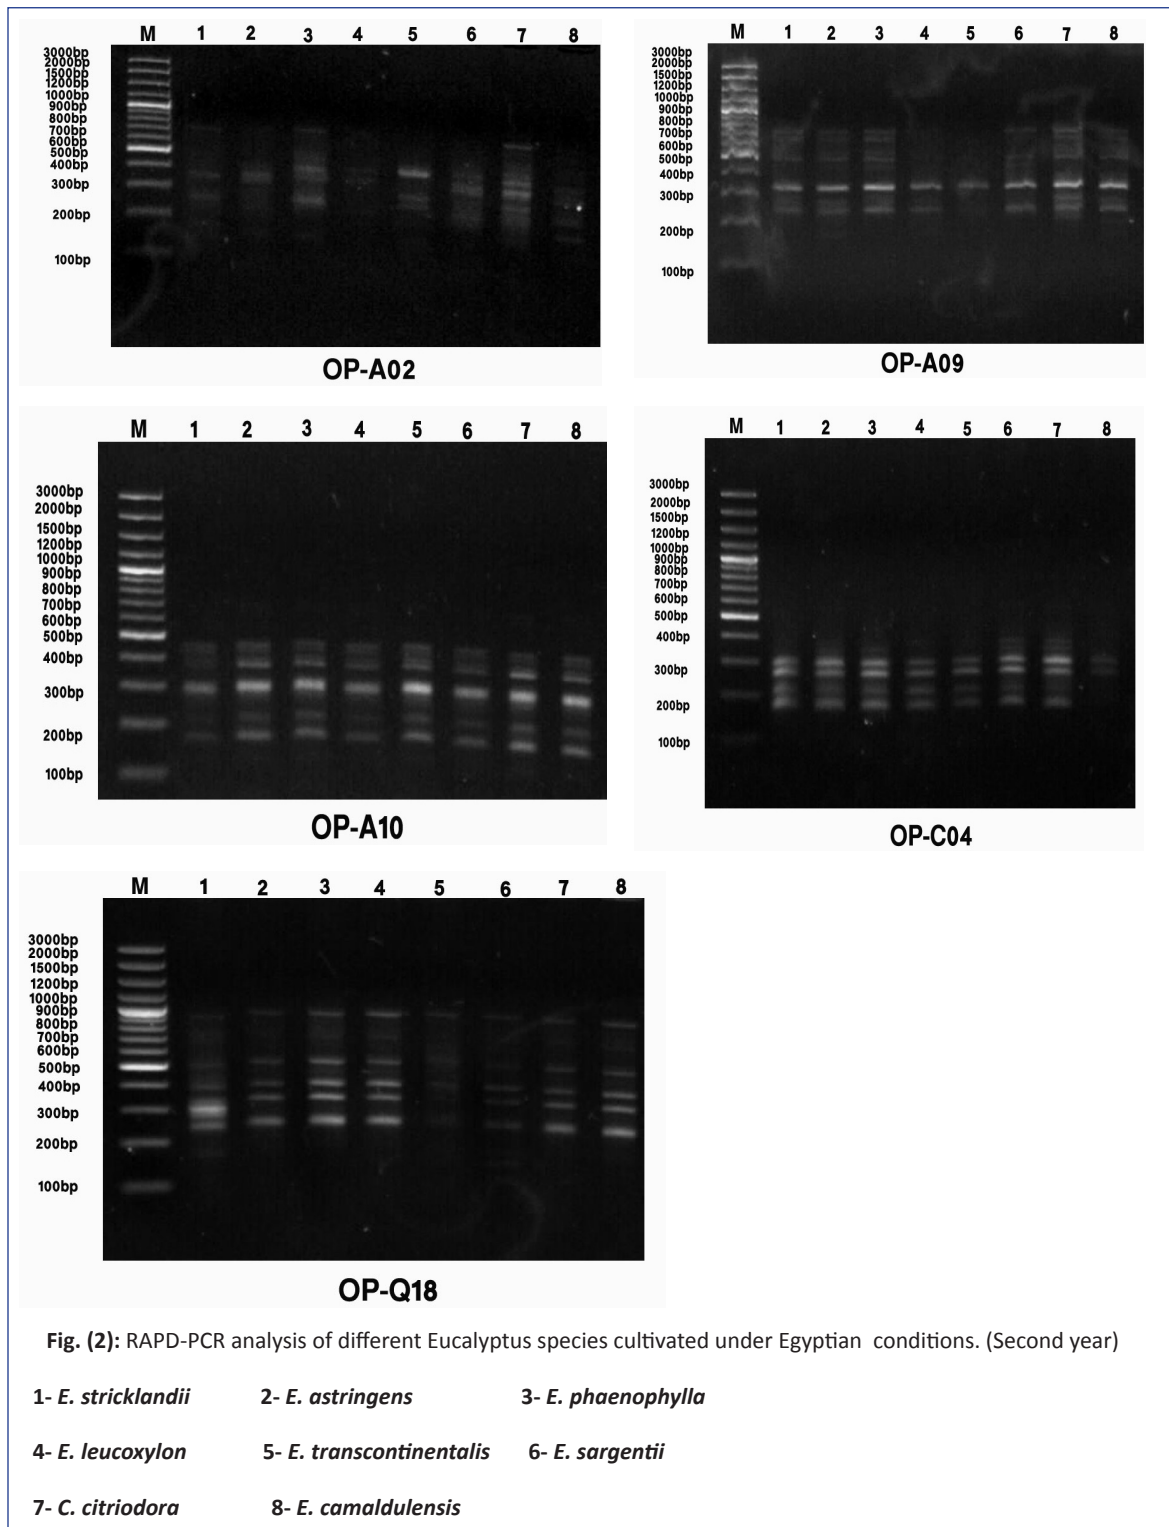 M 1 2 3 4 5 6 7 8
3000bp
2000bp
1500bp
1200bp
1000bp
900bp
800bp
700bp
600bp
500bp
400bp
300bp
200bp
100bp
OP-A02
M 1 2 3 4 5 6 7 8
3000bp
2000bp
1500bp
1200bp
1000bp
900bp
800bp
700bp
600bp
500bp
400bp
300bp
200bp
100bp
OP-A09
M 1 2 3 4 5 6 7 8
3000bp
2000bp
1500bp
1200bp
1000bp
900bp
800bp
700bp
600bp
500bp
400bp
300bp
200bp
100bp
OP-A10
M 1 2 3 4 5 6 7 8
3000bp
2000bp
1500bp
1200bp
1000bp
900bp
800bp
700bp
600bp
500bp
400bp
300bp
200bp
100bp
OP-C04
M 1 2 3 4 5 6 7 8
3000bp
2000bp
1500bp
1200bp
1000bp
900bp
800bp
700bp
600bp
500bp
400bp
300bp
200bp
100bp
OP-Q18
Fig. (2): RAPD-PCR analysis of different Eucalyptus species cultivated under Egyptian conditions. (Second year)
1- E. stricklandii 2- E. astringens 3- E. phaenophylla
4- E. leucoxylon 5- E. transcontinentalis 6- E. sargentii
7- C. citriodora 8- E. camaldulensis